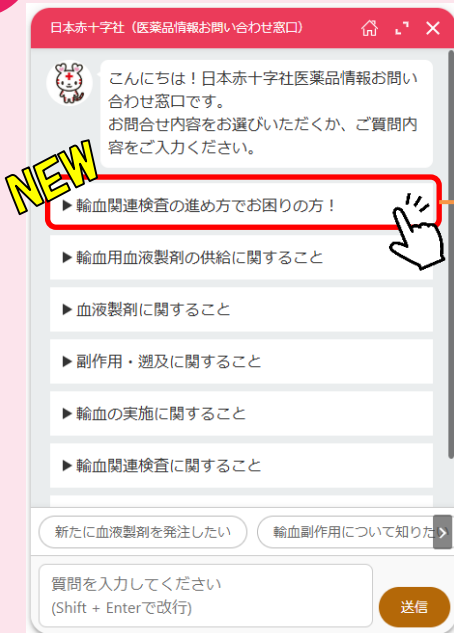 日本赤十字社（医薬品情報お問い合わせ窓口）
こんにちは！日本赤十字社医薬品情報お問い
合わせ窓口です。
お問合せ内容をお選びいただくか、ご質問内
容をご入力ください。
NEW
▶輸血関連検査の進め方でお困りの方！
▶輸血用血液製剤の供給に関すること
▶血液製剤に関すること
▶副作用・遡及に関すること
▶輸血の実施に関すること
▶輸血関連検査に関すること
新たに血液製剤を発注したい
輸血副作用について知りた
質問を入力してください
(Shift + Enterで改行)
送信